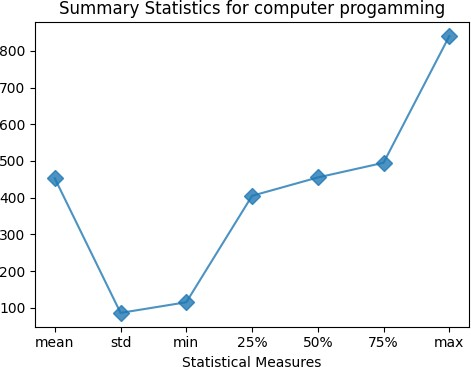 Summary Statistics for computer progamming
800
700
600
500
400
300
200
100
mean std min 25% 50% 75% max
Statistical Measures